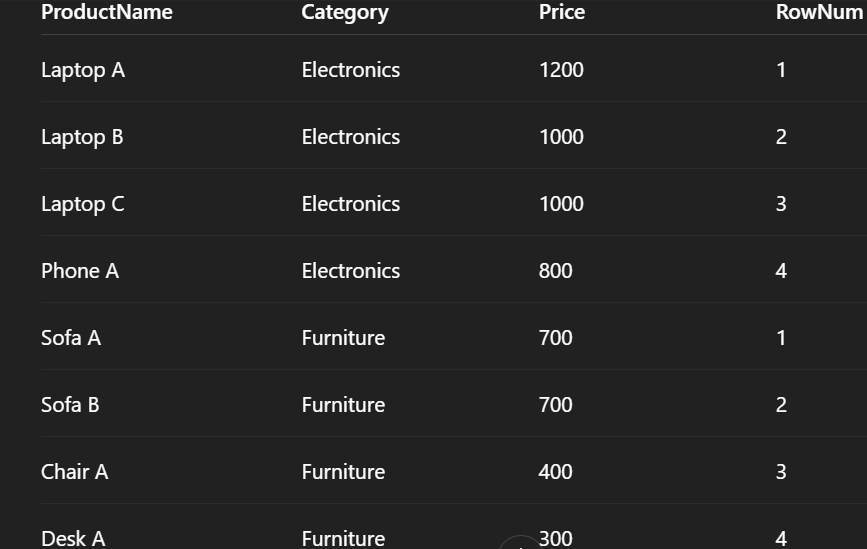 ProductName Category Price RowNum
Laptop A Electronics 1200 1
Laptop B Electronics 1000 2
Laptop C Electronics 1000 3
Phone A Electronics 800 4
Sofa A Furniture 700 1
Sofa B Furniture 700 2
Chair A Furniture 400 3
Desk A Furniture 300 4